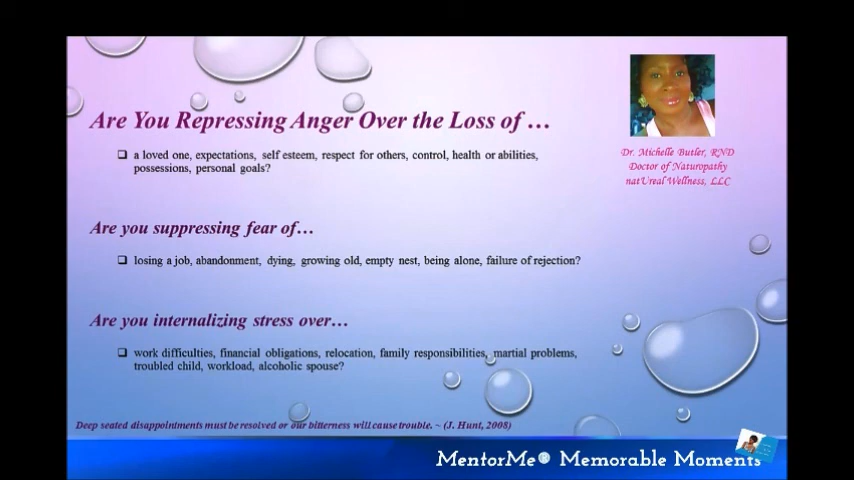 Are You Repressing Anger Over the Loss of …
a loved one, expectations, self esteem, respect for others, control, health or abilities,
possessions, personal goals?
Dr. Michelle Butler, RND
Doctor of Naturopathy
natUreal Wellness, LLC
Are you suppressing fear of…
losing a job, abandonment, dying, growing old, empty nest, being alone, failure of rejection?
Are you internalizing stress over…
work difficulties, financial obligations, relocation, family responsibilities, martial problems,
troubled child, workload, alcoholic spouse?
Deep seated disappointments must be resolved or our bitterness will cause trouble. ~ (J. Hunt, 2008)
MentorMe® Memorable Moments